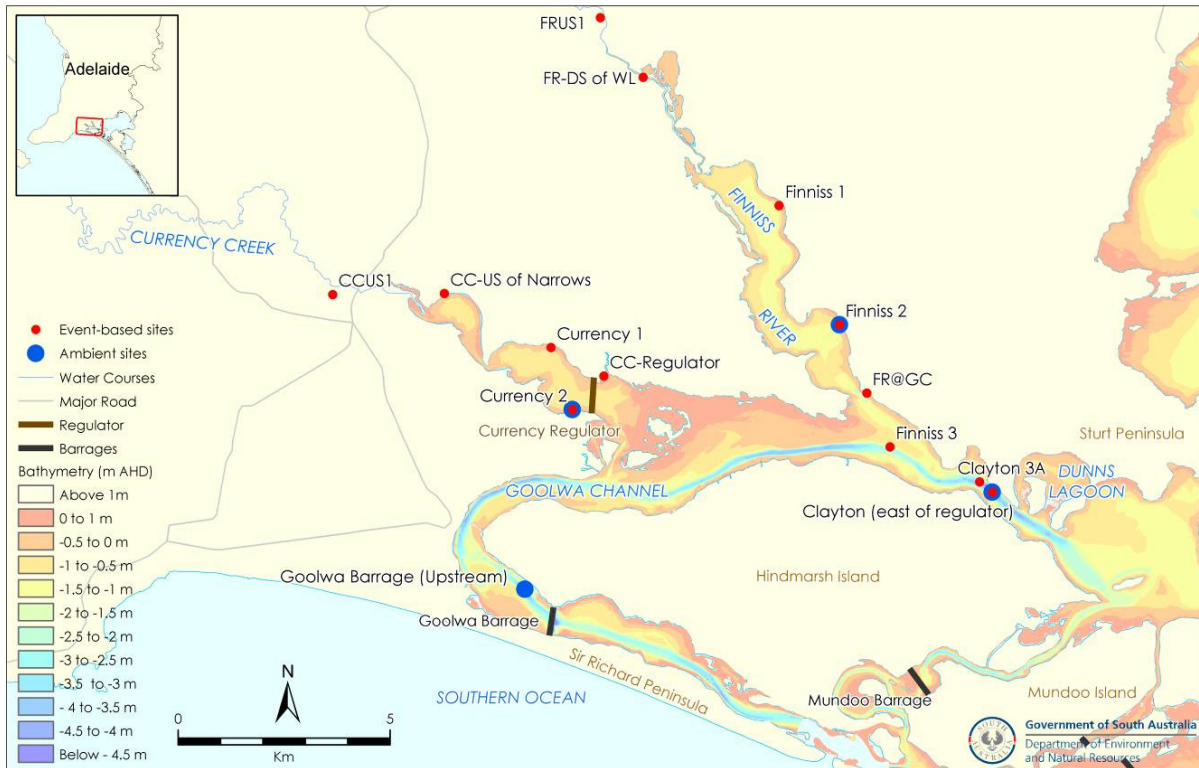 Adelaide
FRUS1
FR-DS of WL
FINNISS
Finniss 1
CURRENCY CREEK
CCUS1
CC-US of Narrows
RIVER
Finniss 2
Currency 1
CC-Regulator
FR@GC
Currency 2
Currency Regulator
Finniss 3
Sturt Peninsula
Clayton 3A
DUNNS
LAGOON
GOOLWA CHANNEL
Clayton (east of regulator)
Goolwa Barrage (Upstream)
Hindmarsh Island
Goolwa Barrage
Sir Richard Peninsula
Mundoo Barrage
Mundoo Island
SOUTHERN OCEAN
Event-based sites
Ambient sites
Water Courses
Major Road
Regulator
Barrages
Bathymetry (m AHD)
Above 1m
0 to 1 m
-0.5 to 0 m
-1 to -0.5 m
-1.5 to -1 m
-2 to -1.5 m
-2.5 to -2 m
-3 to -2.5 m
-3.5 to -3 m
- 4 to -3.5 m
-4.5 to -4 m
Below - 4.5 m
N
0 5
Km
SOUTH
AUSTRALIA
Government of South Australia
Department of Environment
and Natural Resources